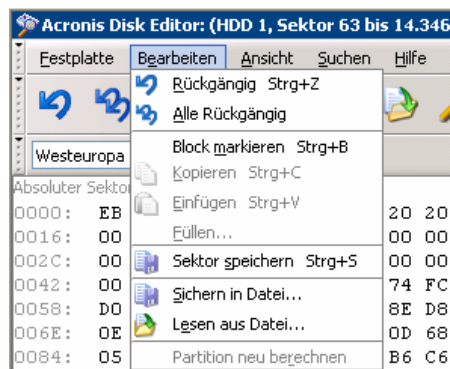 Acronis Disk Editor: (HDD 1, Sektor 63 bis 14.346
Festplatte Bearbeiten Ansicht Suchen Hilfe
Rückgängig Strg+Z
Alle Rückgängig
Westeuropa
Block markieren Strg+B
Absoluter Sekto
Kopieren Strg+C
0000: EB
Einfügen Strg+V
20 20
0016: 00
Füllen...
00 00
002C: 00
Sektor speichern Strg+S
00 00
0042: 00
Sichern in Datei...
74 FC
0058: D0
8E D8
006E: 0E
Lesen aus Datei...
0D 68
0084: 05
Partition neu berechnen
B6 C6